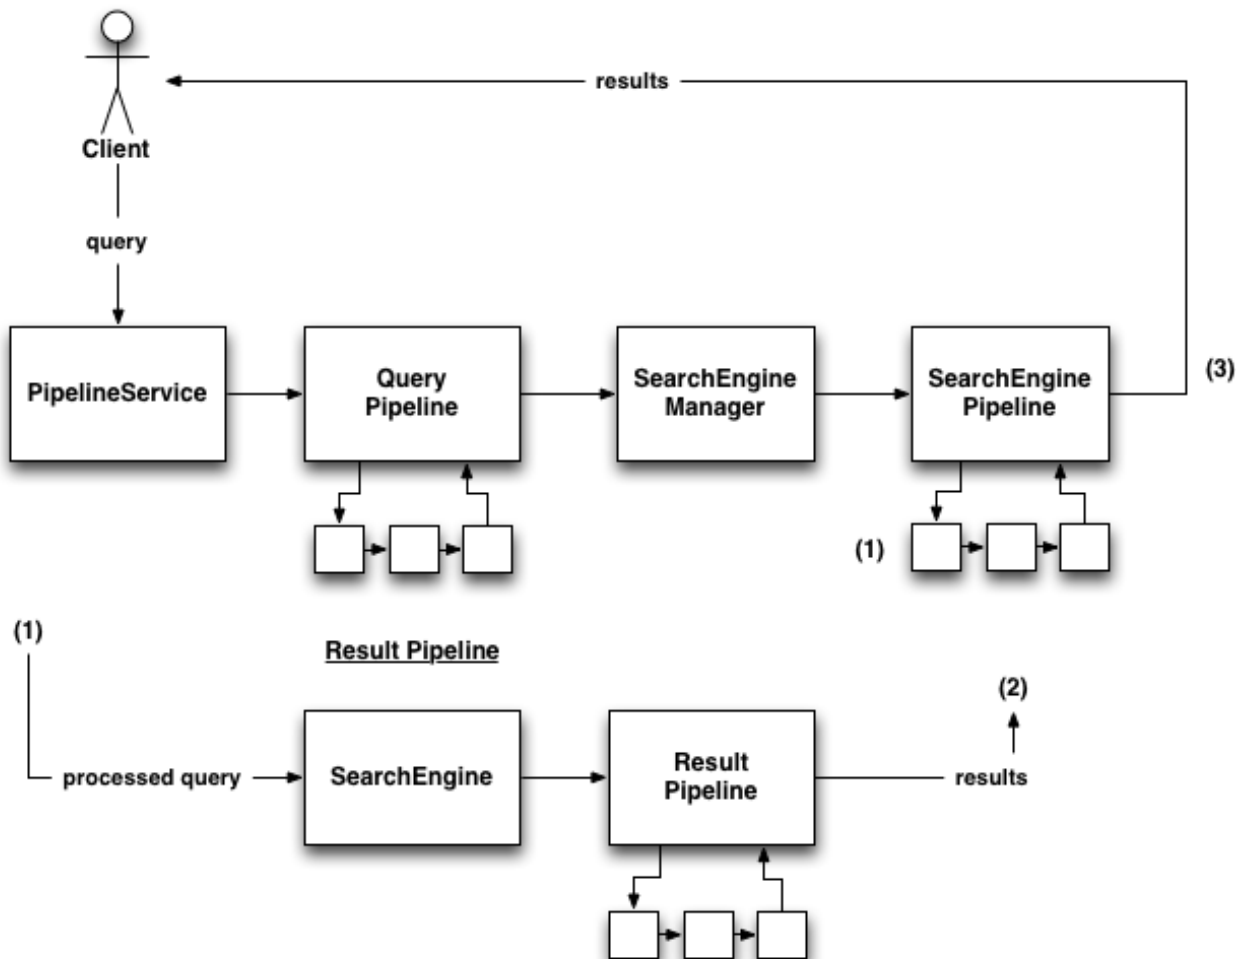 results
Client
query
PipelineService
Query
Pipeline
SearchEngine
Manager
SearchEngine
Pipeline
(3)
(1)
(1)
Result Pipeline
(2)
processed query
SearchEngine
Result
Pipeline
results